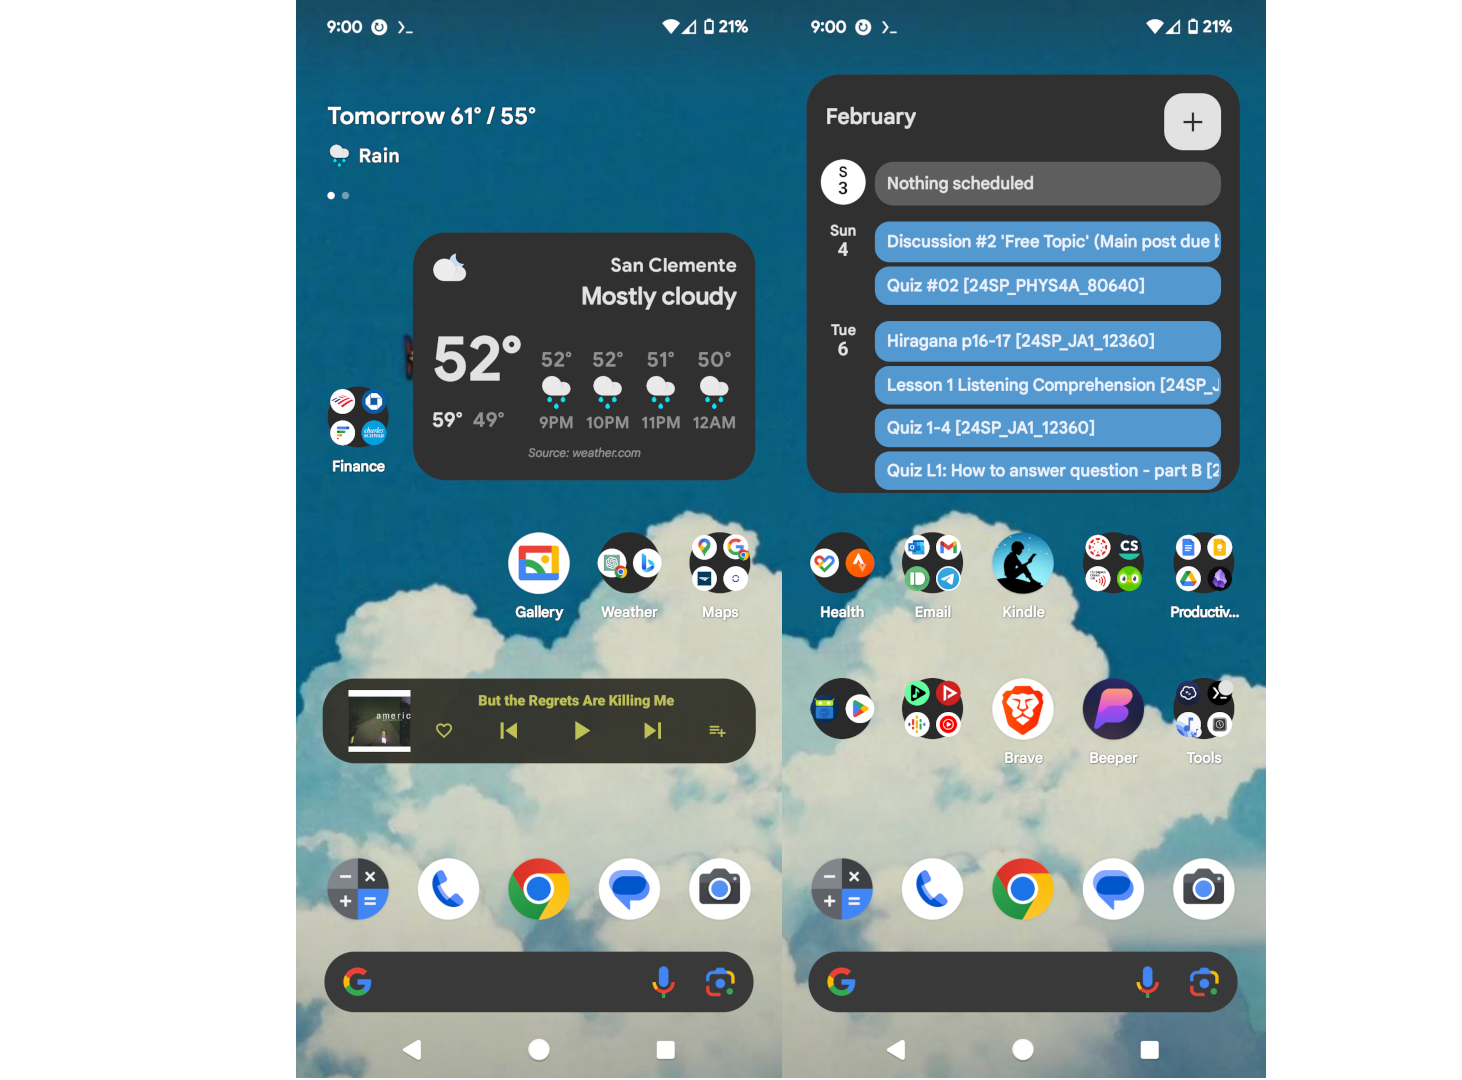 9:00 21%
Tomorrow 61° / 55°
Rain
San Clemente
Mostly cloudy
52°
52° 52° 51° 50°
59° 49°
9PM 10PM 11PM 12AM
Source: weather.com
Finance
Gallery Weather Maps
But the Regrets Are Killing Me
americ
9:00 21%
February
S
3
Nothing scheduled
Sun
4
Discussion #2 'Free Topic' (Main post due b
Quiz #02 [24SP_PHYS4A_80640]
Tue
6
Hiragana p16-17 [24SP_JA1_12360]
Lesson 1 Listening Comprehension [24SP_J
Quiz 1-4 [24SP_JA1_12360]
Quiz L1: How to answer question - part B [2
CS
Health Email Kindle Productiv...
Brave Beeper Tools